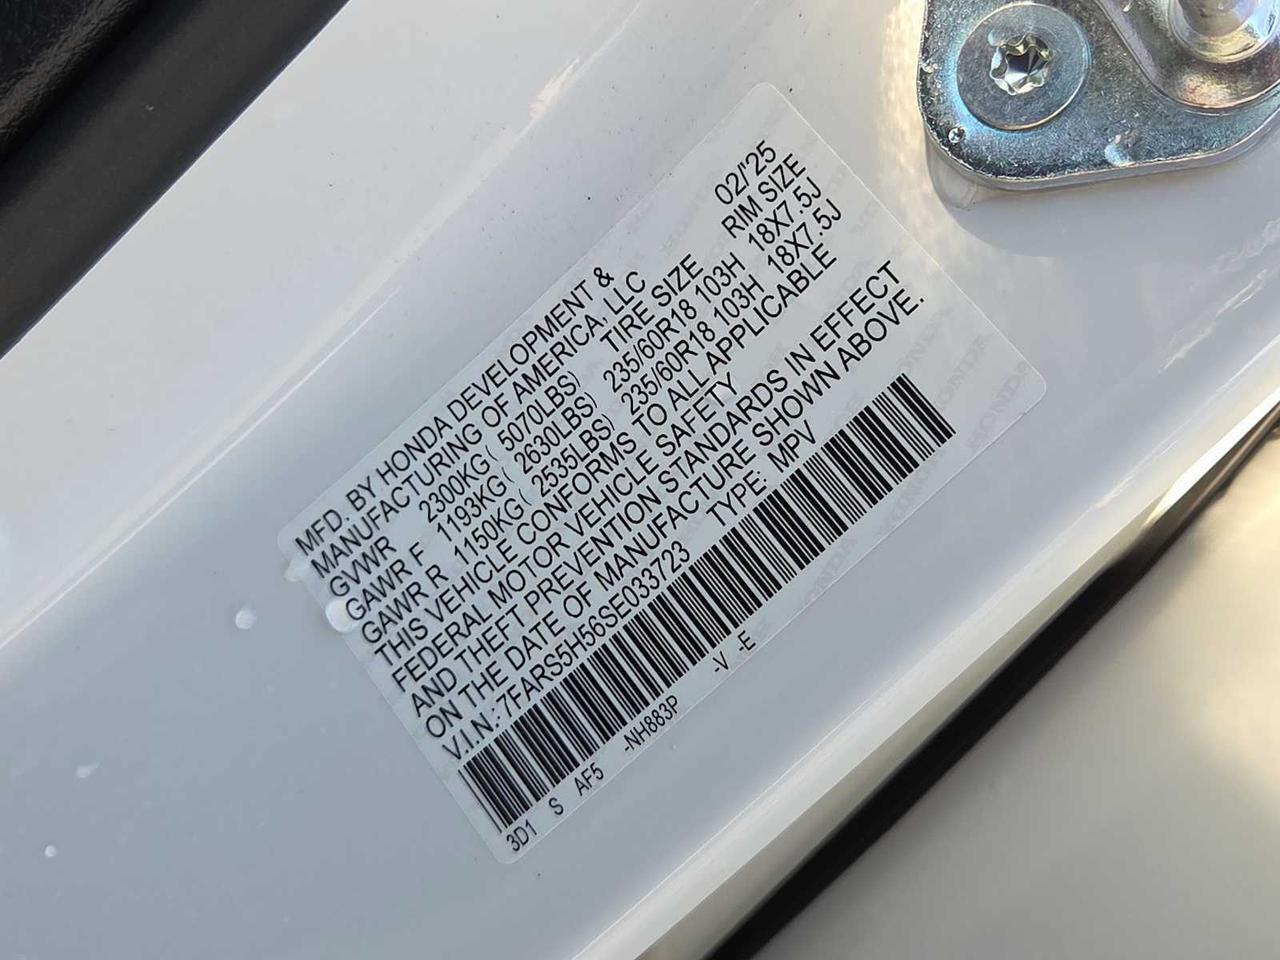 MFD. BY HONDA DEVELOPMENT & 02/'25
MANUFACTURING OF AMERICA, LLC
TIRE SIZE RIM SIZE
GVWR 2300KG( 5070LBS)
GAWR F 1193KG ( 2630LBS) 235/60R18 103H 18X7.5J
GAWR R 1150KG( 2535LBS) 235/60R18 103H 18X7.5J
THIS VEHICLE CONFORMS TO ALL APPLICABLE
FEDERAL MOTOR VEHICLE SAFETY
AND THEFT PREVENTION STANDARDS IN EFFECT
ON THE DATE OF MANUFACTURE SHOWN ABOVE.
V.I.N.:7FARS5H56SE033723 TYPE: MPV
3D1 S AF5 -NH883P -V -E